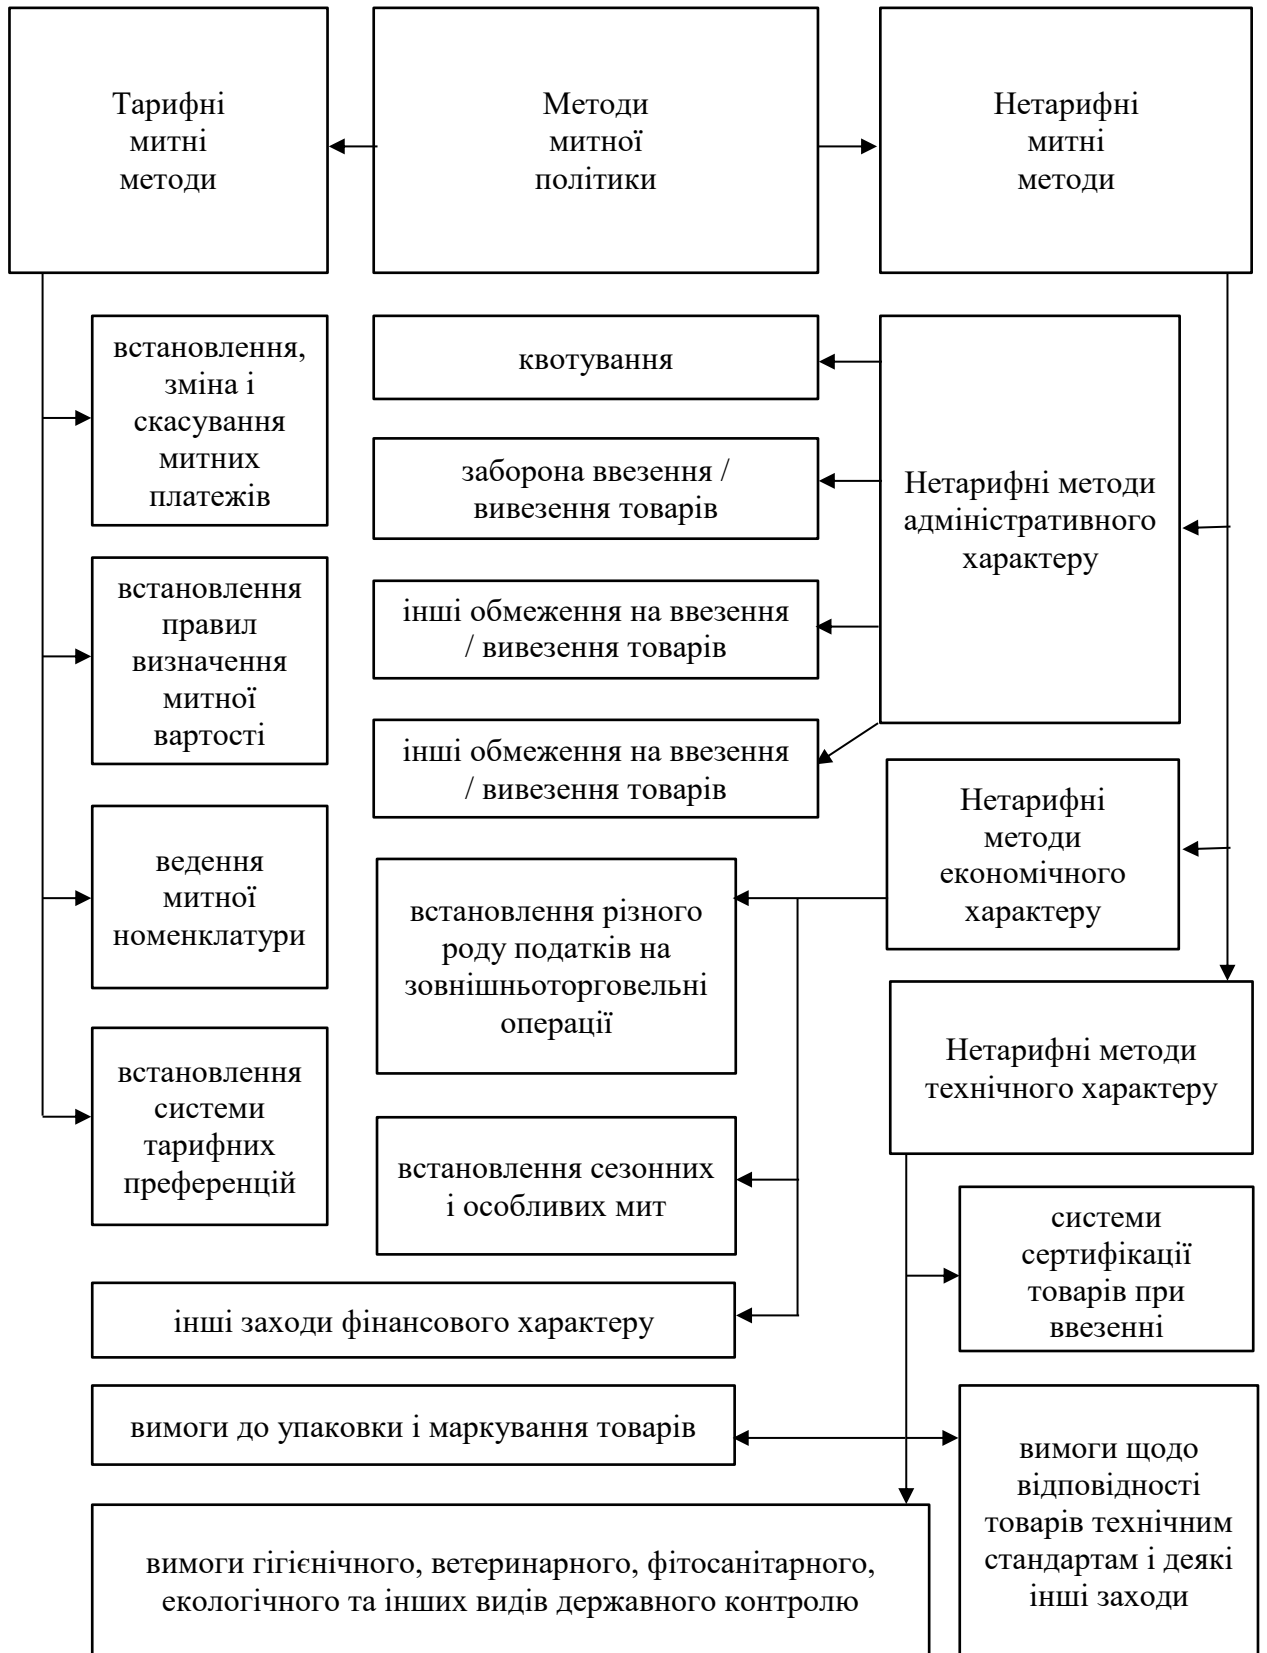 Тарифні
митні
методи
Методи
митної
політики
Нетарифні
митні
методи
встановлення,
зміна і
скасування
митних
платежів
встановлення
правил
визначення
митної
вартості
ведення
митної
номенклатури
встановлення
системи
тарифних
преференцій
квотування
заборона ввезення /
вивезення товарів
інші обмеження на ввезення
/ вивезення товарів
інші обмеження на ввезення
/ вивезення товарів
Нетарифні методи
адміністративного
характеру
Нетарифні
методи
економічного
характеру
встановлення різного
роду податків на
зовнішньоторговельні
операції
встановлення сезонних
і особливих мит
інші заходи фінансового характеру
Нетарифні методи
технічного характеру
системи
сертифікації
товарів при
ввезенні
вимоги до упаковки і маркування товарів
вимоги щодо
відповідності
товарів технічним
стандартам і деякі
інші заходи
вимоги гігієнічного, ветеринарного, фітосанітарного,
екологічного та інших видів державного контролю